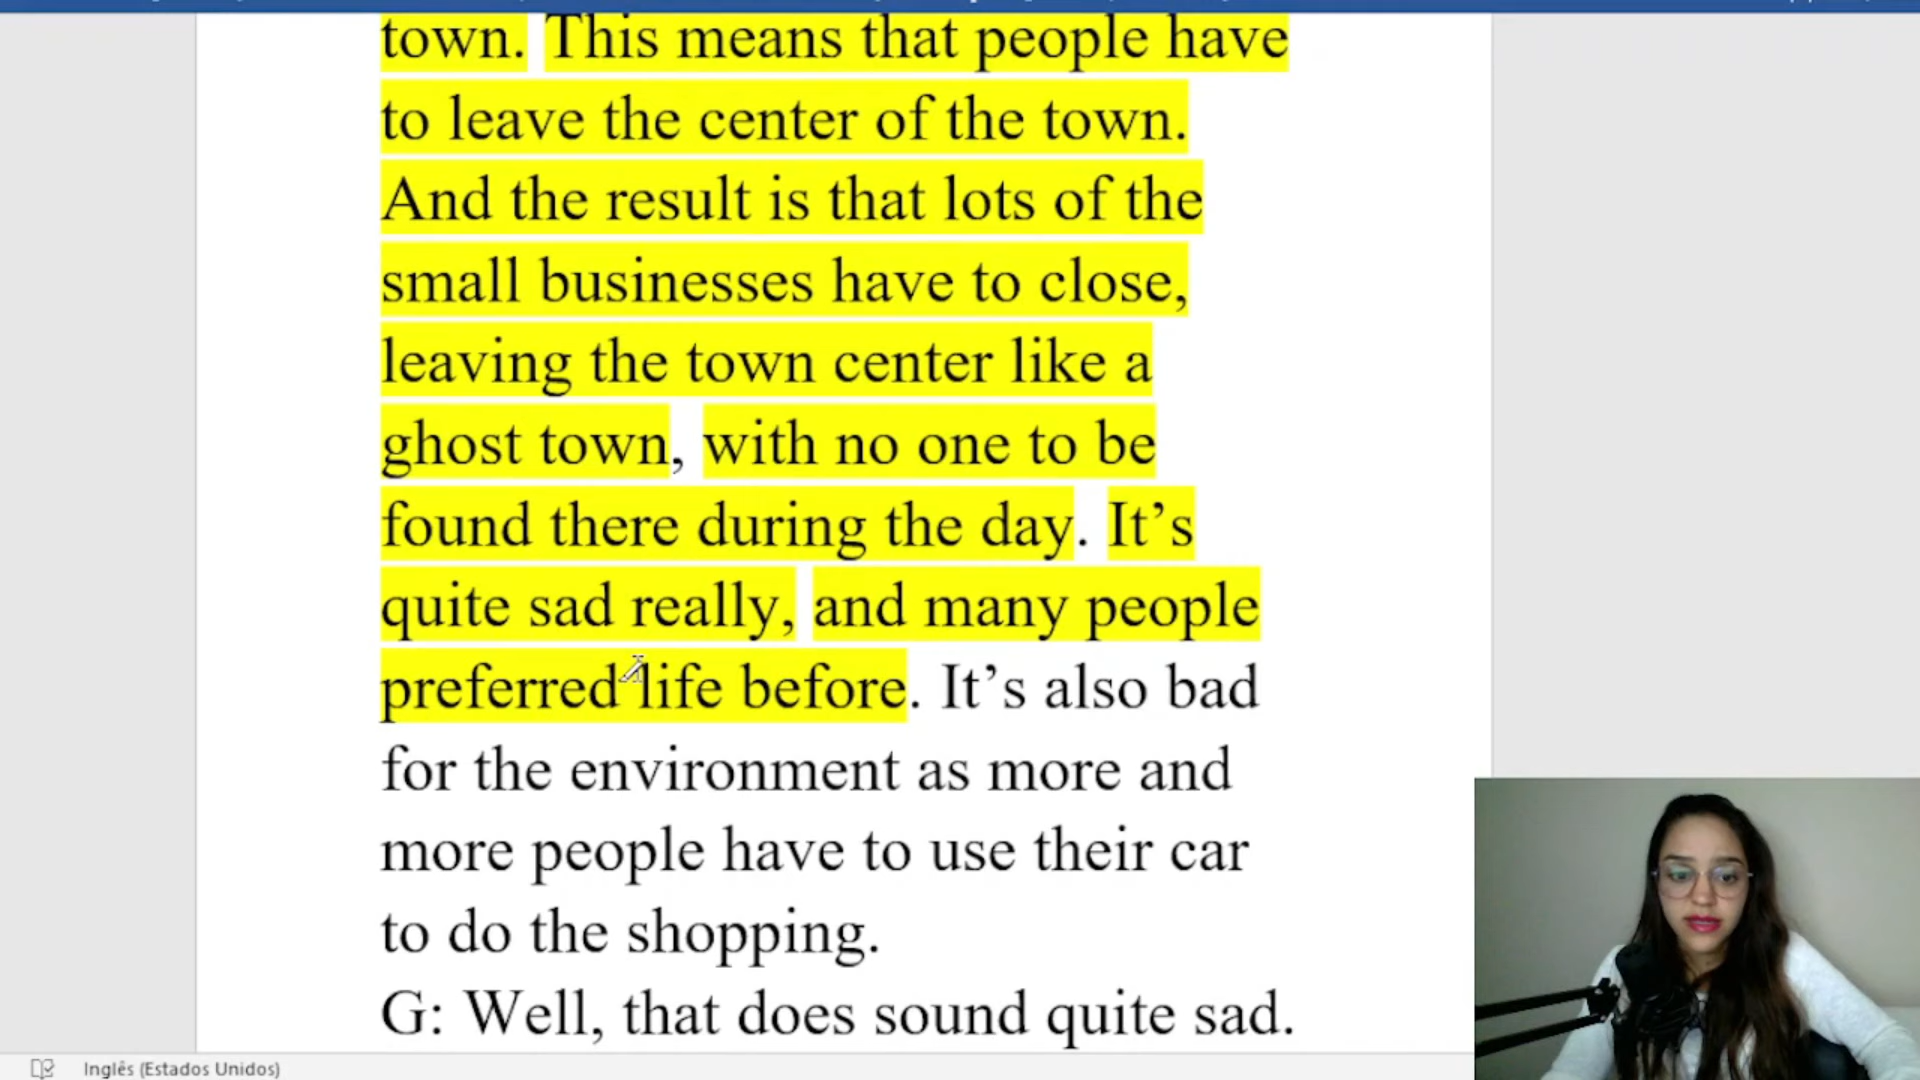 town. This means that people have
to leave the center of the town.
And the result is that lots of the
small businesses have to close,
leaving the town center like a
ghost town, with no one to be
found there during the day. It’s
quite sad really, and many people
preferred life before. It’s also bad
for the environment as more and
more people have to use their car
to do the shopping.
G: Well, that does sound quite sad.
Inglês (Estados Unidos)